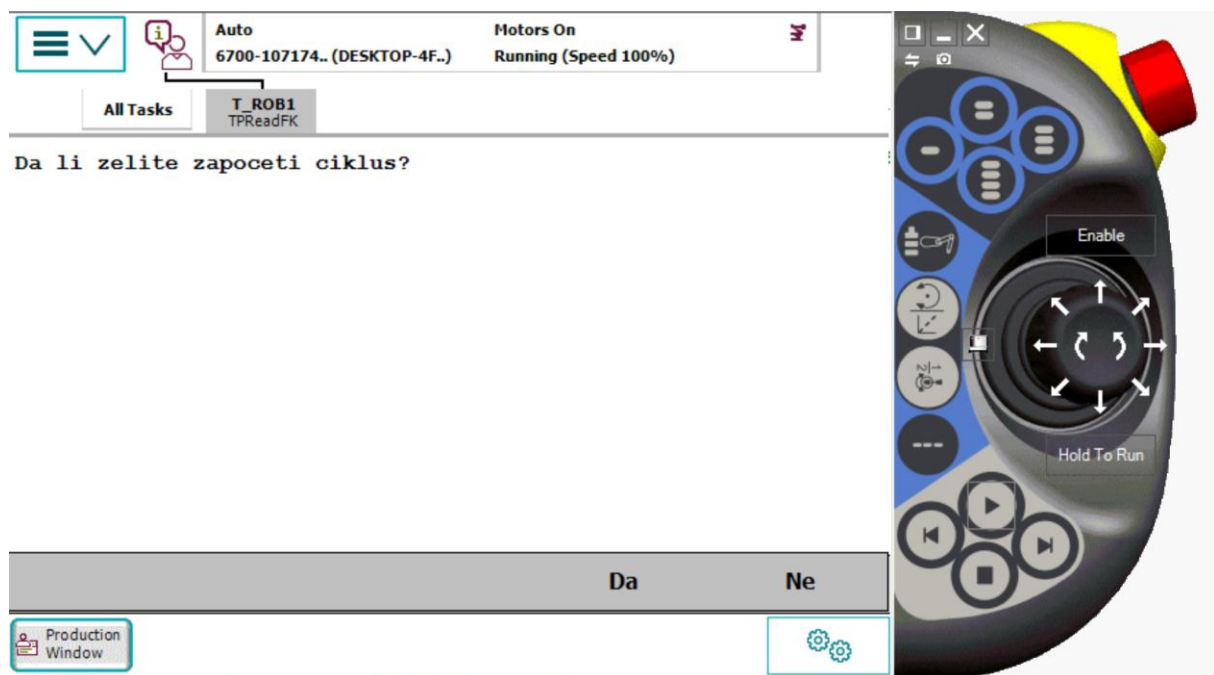 Auto
6700-107174.. (DESKTOP-4F..)
Motors On
Running (Speed 100%)
All Tasks
T_ROB1
TPReadFK
Da li zelite zapoceti ciklus?
Enable
Hold To Run
Da
Ne
Production
Window